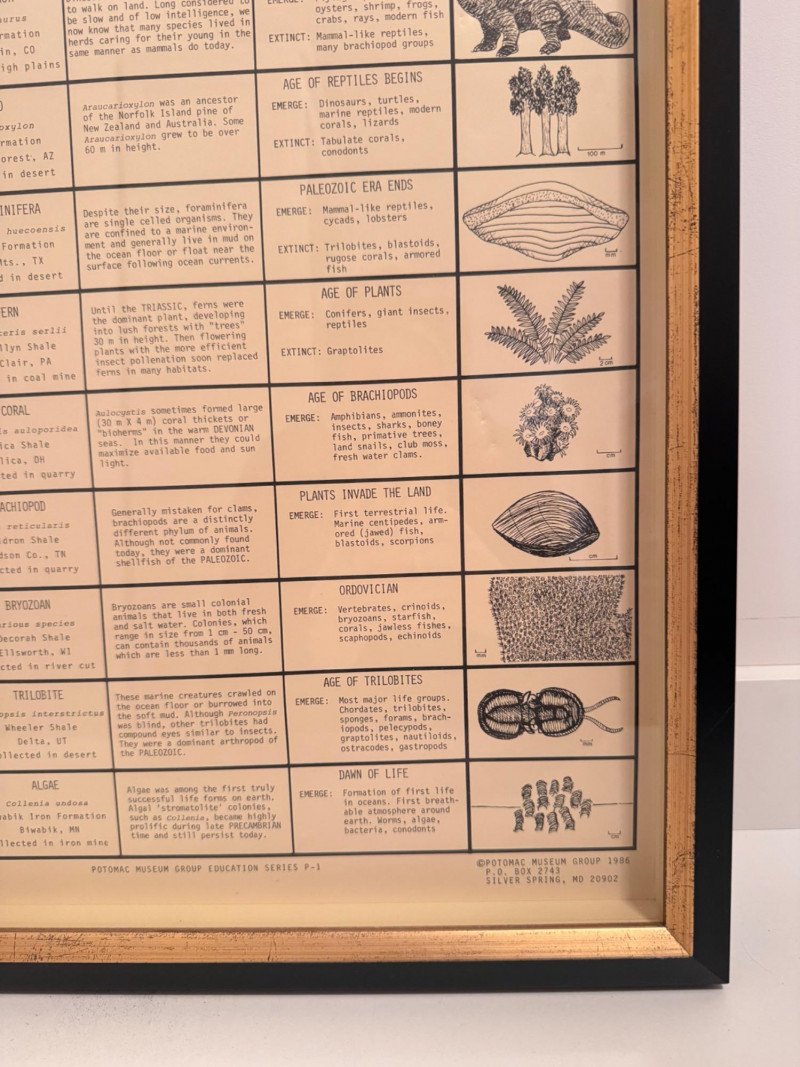 to walk on land. Long considered to
be slow and of low intelligence, we
now know that many species lived in
herds caring for their young in the
same manner as mammals do today.
oysters, shrimp, frogs,
crabs, rays, modern fish
EXTINCT: Mammal-like reptiles,
many brachiopod groups
in, CO
igh plains
AGE OF REPTILES BEGINS
Araucarioxylon was an ancestor
of the Norfolk Island pine of
New Zealand and Australia. Some
Araucarioxylon grew to be over
60 m in height.
EMERGE: Dinosaurs, turtles,
marine reptiles, modern
corals, lizards
EXTINCT: Tabulate corals,
conodonts
100 m
oxylon
rmation
orest, AZ
in desert
PALEOZOIC ERA ENDS
INIFERA
huecoensis
Formation
Mts., TX
d in desert
Despite their size, foraminifera
are single celled organisms. They
are confined to a marine environ-
ment and generally live in mud on
the ocean floor or float near the
surface following ocean currents.
EMERGE: Mammal-like reptiles,
cycads, lobsters
EXTINCT: Trilobites, blastoids,
rugose corals, armored
fish
mm
AGE OF PLANTS
ERN
teris serlii
llyn Shale
Clair, PA
in coal mine
Until the TRIASSIC, ferns were
the dominant plant, developing
into lush forests with "trees"
30 m in height. Then flowering
plants with the more efficient
insect pollenation soon replaced
ferns in many habitats.
EMERGE: Conifers, giant insects,
reptiles
EXTINCT: Graptolites
2 cm
AGE OF BRACHIOPODS
CORAL
is auloporides
ica Shale
lica, OH
ted in quarry
Aulocystis sometimes formed large
(30 m X 4 m) coral thickets or
"bioherms" in the warm DEVONIAN
seas. In this manner they could
maximize available food and sun
light.
EMERGE: Amphibians, ammonites,
insects, sharks, boney
fish, primative trees,
land snails, club moss,
fresh water clams.
cm
PLANTS INVADE THE LAND
ACHIOPOD
reticularis
ldron Shale
dson Co., TN
cted in quarry
Generally mistaken for clams,
brachiopods are a distinctly
different phylum of animals.
Although not commonly found
today, they were a dominant
shellfish of the PALEOZOIC.
EMERGE: First terrestrial life.
Marine centipedes, arm-
ored (jawed) fish,
blastoids, scorpions
cm
ORDOVICIAN
BRYOZOAN
arious species
Decorah Shale
Ellsworth, WI
cted in river cut
Bryozoans are small colonial
animals that live in both fresh
and salt water. Colonies, which
range in size from 1 cm - 50 cm,
can contain thousands of animals
which are less than 1 mm long.
EMERGE: Vertebrates, crinoids,
bryozoans, starfish,
corals, jawless fishes,
scaphopods, echinoids
mm
AGE OF TRILOBITES
TRILOBITE
opsis interstrictus
Wheeler Shale
Delta, UT
ollected in desert
These marine creatures crawled on
the ocean floor or burrowed into
the soft mud. Although Peronopsis
was blind, other trilobites had
compound eyes similar to insects.
They were a dominant arthropod of
the PALEOZOIC.
EMERGE: Most major life groups.
Chordates, trilobites,
sponges, forams, brach-
iopods, pelecypods,
graptolites, nautiloids,
ostracodes, gastropods
mm
DAWN OF LIFE
ALGAE
Collenia undosa
abik Iron Formation
Biwabik, MN
llected in iron mine
Algae was among the first truly
successful life forms on earth.
Algal 'stromatolite' colonies,
such as Collenia, became highly
prolific during late PRECAMBRIAN
time and still persist today.
EMERGE: Formation of first life
in oceans. First breath-
able atmosphere around
earth. Worms, algae,
bacteria, conodonts
POTOMAC MUSEUM GROUP EDUCATION SERIES P-1
©POTOMAC MUSEUM GROUP 1986
P.O. BOX 2743
SILVER SPRING, MD 20902